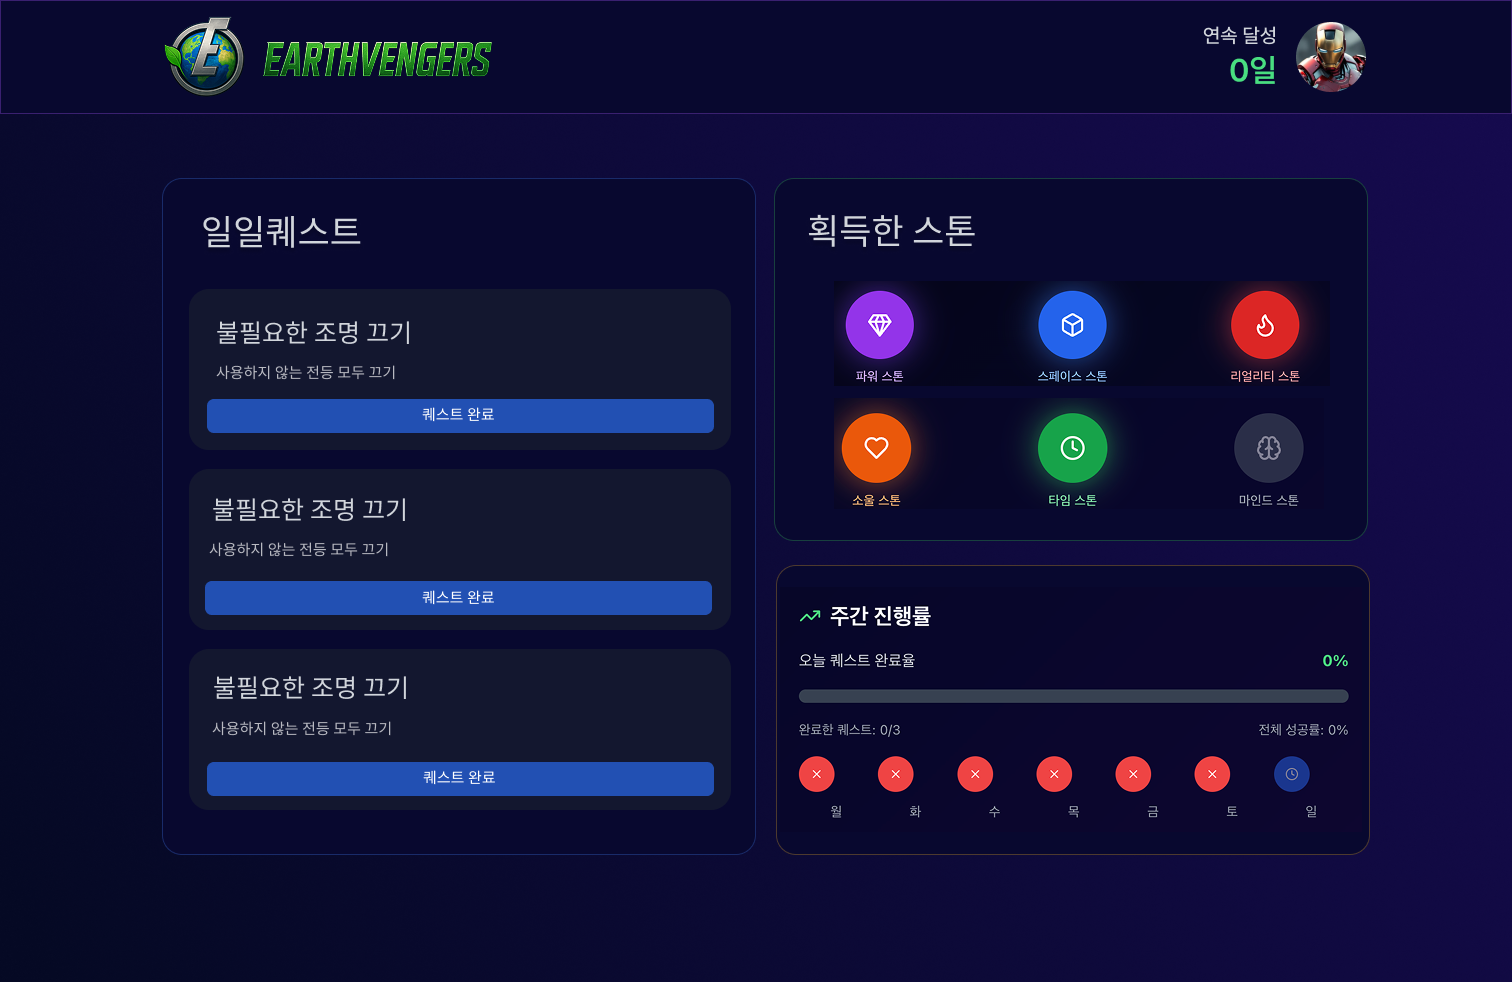 EARTHVENGERS
연속 달성
0일
일일퀘스트
불필요한 조명 끄기
사용하지 않는 전등 모두 끄기
퀘스트 완료
불필요한 조명 끄기
사용하지 않는 전등 모두 끄기
퀘스트 완료
불필요한 조명 끄기
사용하지 않는 전등 모두 끄기
퀘스트 완료
획득한 스톤
파워 스톤 스페이스 스톤 리얼리티 스톤
소울 스톤 타임 스톤 마인드 스톤
주간 진행률
오늘 퀘스트 완료율 0%
완료한 퀘스트: 0/3 전체 성공률: 0%
월 화 수 목 금 토 일